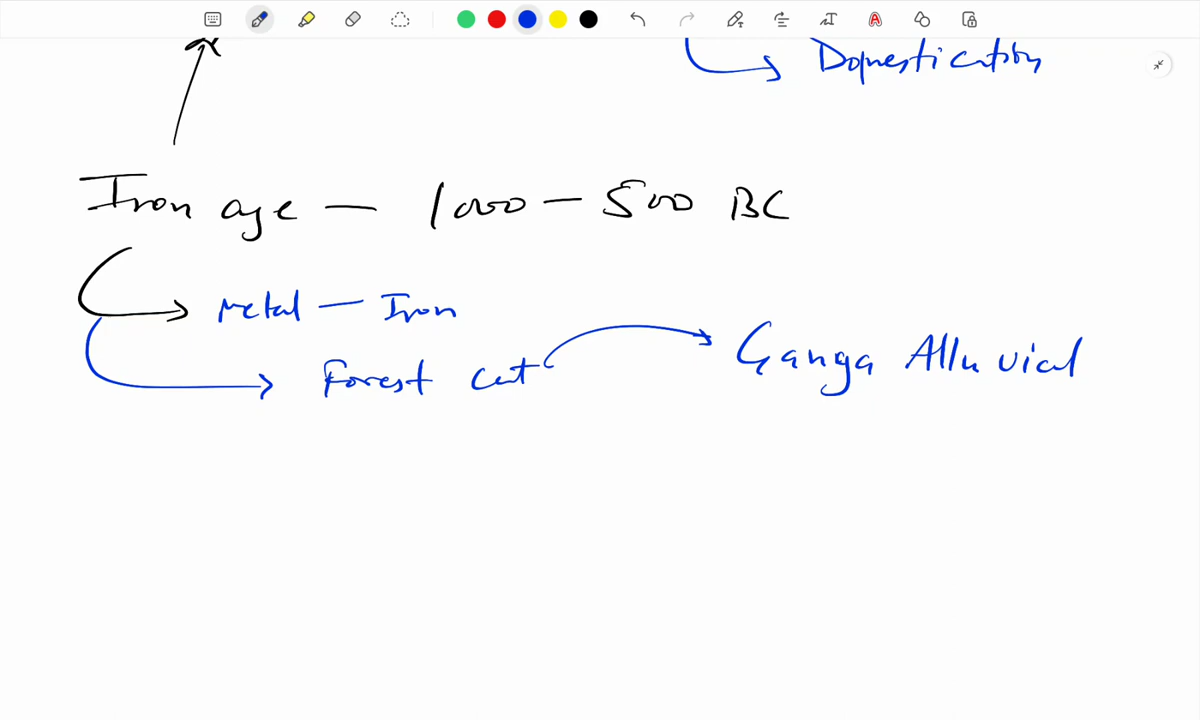 Domestication
Iron age — 1000 — 500 BC
Metal — Iron
Forest cut
Ganga Alluvial